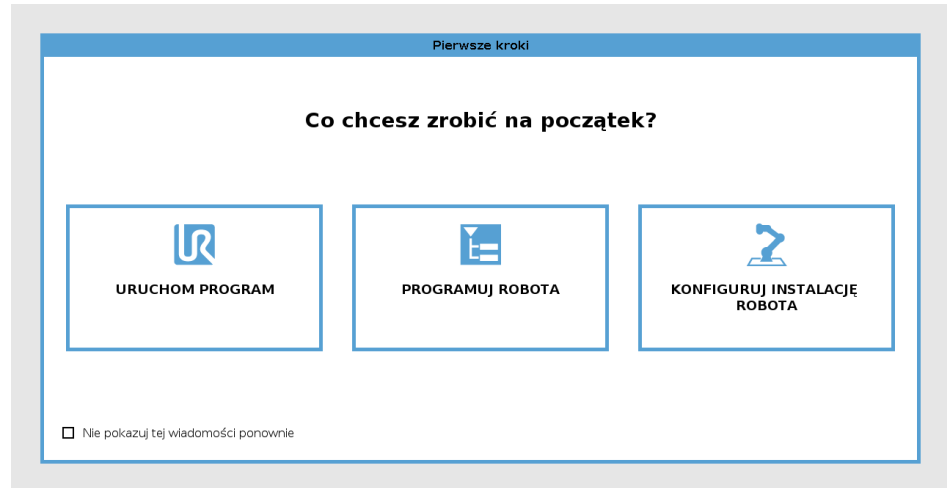 Pierwsze kroki
Co chcesz zrobić na początek?
UR
URUCHOM PROGRAM
PROGRAMUJ ROBOTA
KONFIGURUJ INSTALACJĘ
ROBOTA
Nie pokazuj tej wiadomości ponownie